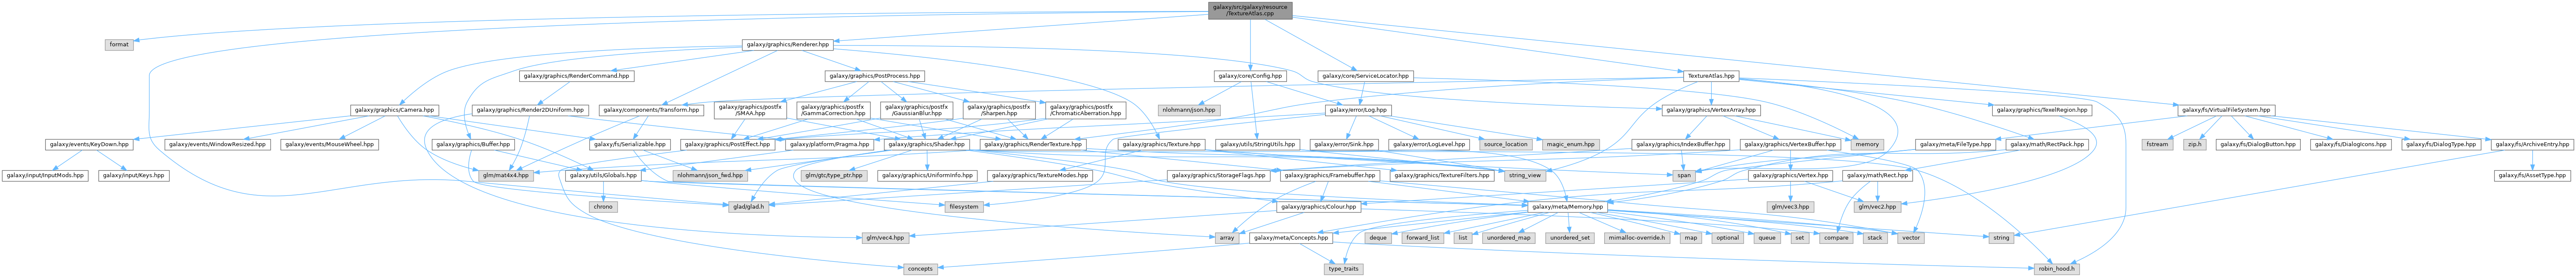 galaxy/src/galaxy/resource
/TextureAtlas.cpp
format
galaxy/graphics/Renderer.hpp
galaxy/graphics/RenderCommand.hpp
galaxy/graphics/PostProcess.hpp
galaxy/core/Config.hpp
galaxy/core/ServiceLocator.hpp
TextureAtlas.hpp
galaxy/graphics/Camera.hpp
galaxy/graphics/Render2DUniform.hpp
galaxy/components/Transform.hpp
galaxy/graphics/postfx
/SMAA.hpp
galaxy/graphics/postfx
/GammaCorrection.hpp
galaxy/graphics/postfx
/GaussianBlur.hpp
galaxy/graphics/postfx
/Sharpen.hpp
galaxy/graphics/postfx
/ChromaticAberration.hpp
nlohmann/json.hpp
galaxy/error/Log.hpp
galaxy/graphics/VertexArray.hpp
galaxy/graphics/TexelRegion.hpp
galaxy/fs/VirtualFileSystem.hpp
galaxy/events/KeyDown.hpp
galaxy/events/WindowResized.hpp
galaxy/events/MouseWheel.hpp
galaxy/graphics/Buffer.hpp
galaxy/fs/Serializable.hpp
galaxy/graphics/PostEffect.hpp
galaxy/platform/Pragma.hpp
galaxy/graphics/Shader.hpp
galaxy/graphics/RenderTexture.hpp
galaxy/graphics/Texture.hpp
galaxy/utils/StringUtils.hpp
galaxy/error/Sink.hpp
galaxy/error/LogLevel.hpp
source_location
magic_enum.hpp
galaxy/graphics/IndexBuffer.hpp
galaxy/graphics/VertexBuffer.hpp
memory
galaxy/meta/FileType.hpp
galaxy/math/RectPack.hpp
fstream
zip.h
galaxy/fs/DialogButton.hpp
galaxy/fs/DialogIcons.hpp
galaxy/fs/DialogType.hpp
galaxy/fs/ArchiveEntry.hpp
galaxy/input/InputMods.hpp
galaxy/input/Keys.hpp
glm/mat4x4.hpp
galaxy/utils/Globals.hpp
nlohmann/json_fwd.hpp
glm/gtc/type_ptr.hpp
galaxy/graphics/UniformInfo.hpp
galaxy/graphics/TextureModes.hpp
galaxy/graphics/StorageFlags.hpp
galaxy/graphics/Framebuffer.hpp
galaxy/graphics/TextureFilters.hpp
string_view
span
galaxy/graphics/Vertex.hpp
galaxy/math/Rect.hpp
galaxy/fs/AssetType.hpp
chrono
glad/glad.h
filesystem
galaxy/graphics/Colour.hpp
galaxy/meta/Memory.hpp
glm/vec3.hpp
glm/vec2.hpp
glm/vec4.hpp
array
galaxy/meta/Concepts.hpp
deque
forward_list
list
unordered_map
unordered_set
mimalloc-override.h
map
optional
queue
set
compare
stack
vector
string
concepts
type_traits
robin_hood.h